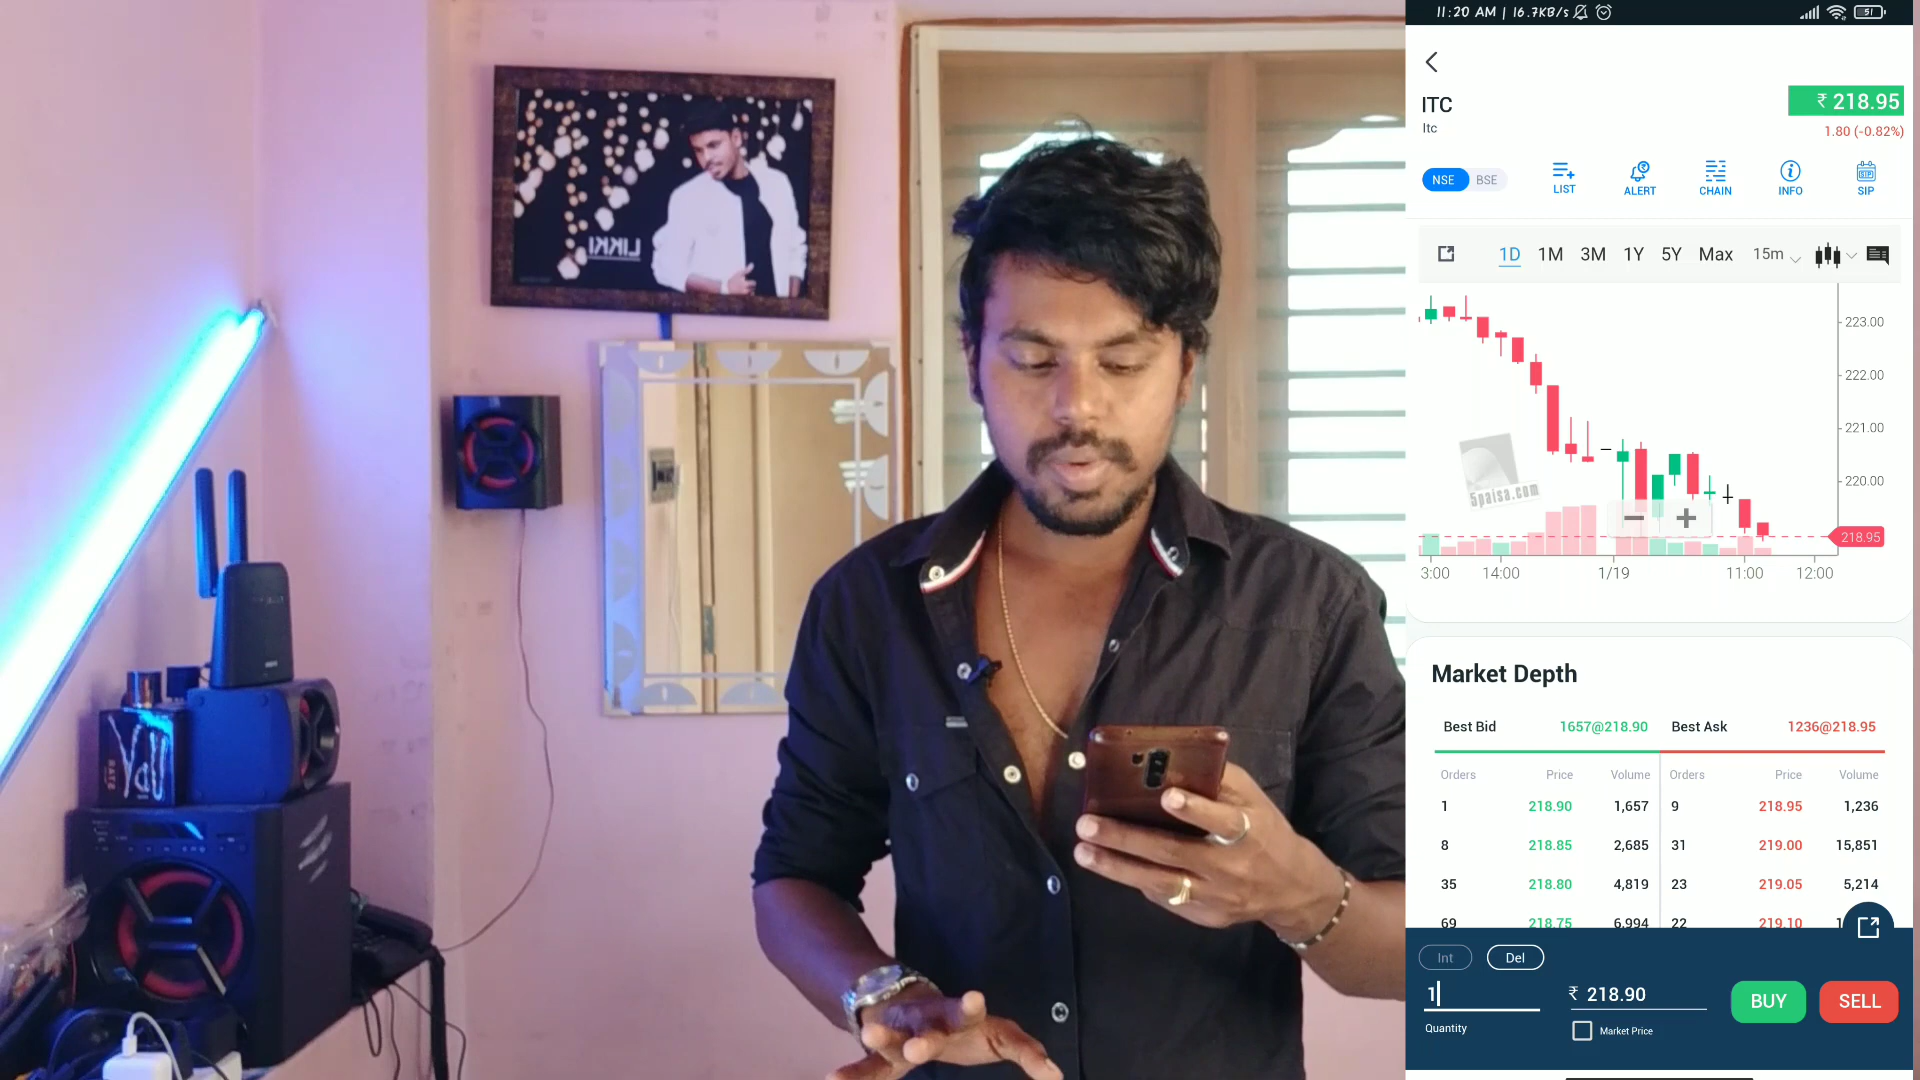 11:20 AM | 16.7KB/s
51
ITC
Itc
₹ 218.95
1.80 (-0.82%)
NSE BSE
LIST ALERT CHAIN INFO SIP
1D 1M 3M 1Y 5Y Max 15m
223.00
222.00
221.00
220.00
218.95
5paisa.com
3:00 14:00 1/19 11:00 12:00
Market Depth
Best Bid 1657@218.90 Best Ask 1236@218.95
Orders Price Volume Orders Price Volume
1 218.90 1,657 9 218.95 1,236
8 218.85 2,685 31 219.00 15,851
35 218.80 4,819 23 219.05 5,214
69 218.75 6,994 22 219.10
Int Del
1 ₹ 218.90 BUY SELL
Quantity Market Price
LIKKI